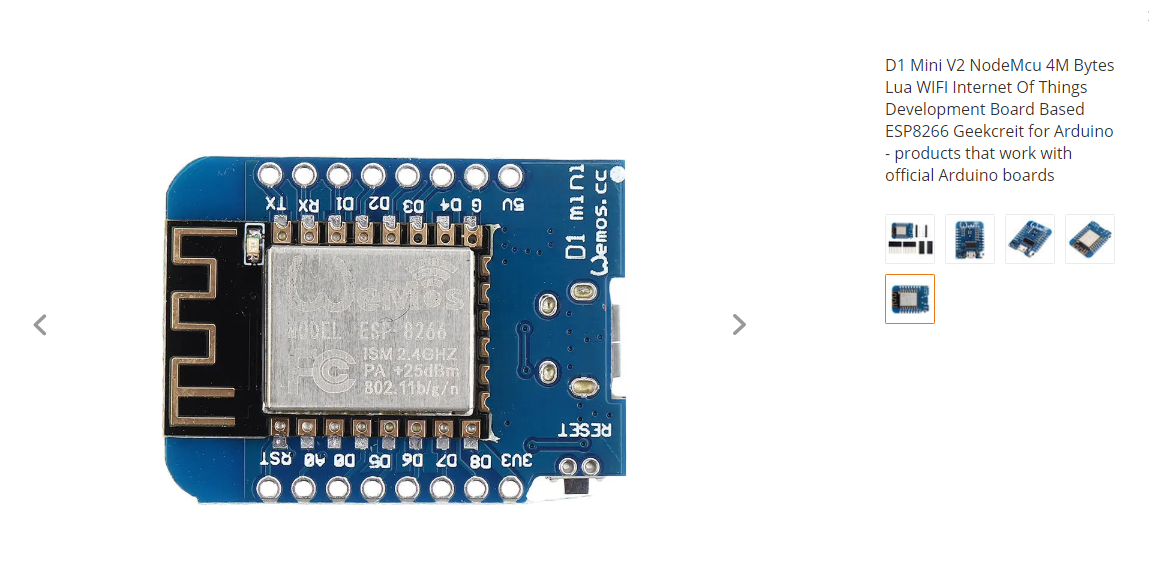 D1 Mini V2 NodeMcu 4M Bytes
Lua WIFI Internet Of Things
Development Board Based
ESP8266 Geekcreit for Arduino
- products that work with
official Arduino boards
TX RX D1 D2 D3 D4 G 5V
D1 mini
Wemos.cc
WeMos
MODEL ESP-8266
ISM 2.4GHZ
PA +25dBm
802.11b/g/n
FC
RESET
RST A0 D0 D5 D6 D7 D8 3V3